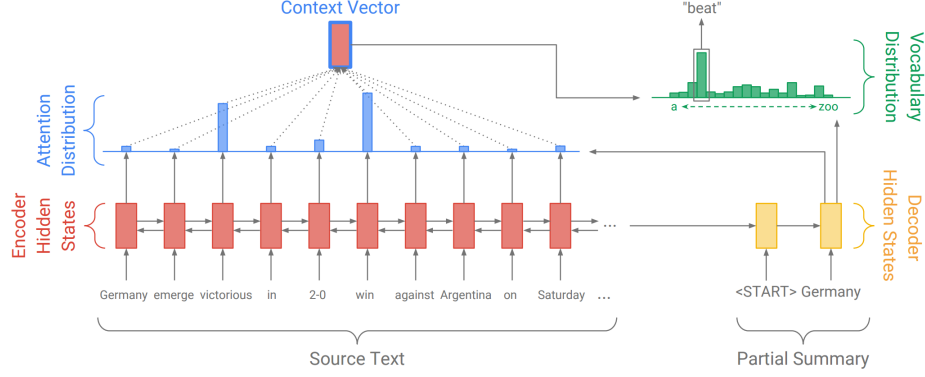 Context Vector
"beat"
Vocabulary
Distribution
a
zoo
Attention
Distribution
Encoder
Hidden
States
...
Decoder
Hidden States
Germany emerge victorious in 2-0 win against Argentina on Saturday ...
<START> Germany
Source Text
Partial Summary